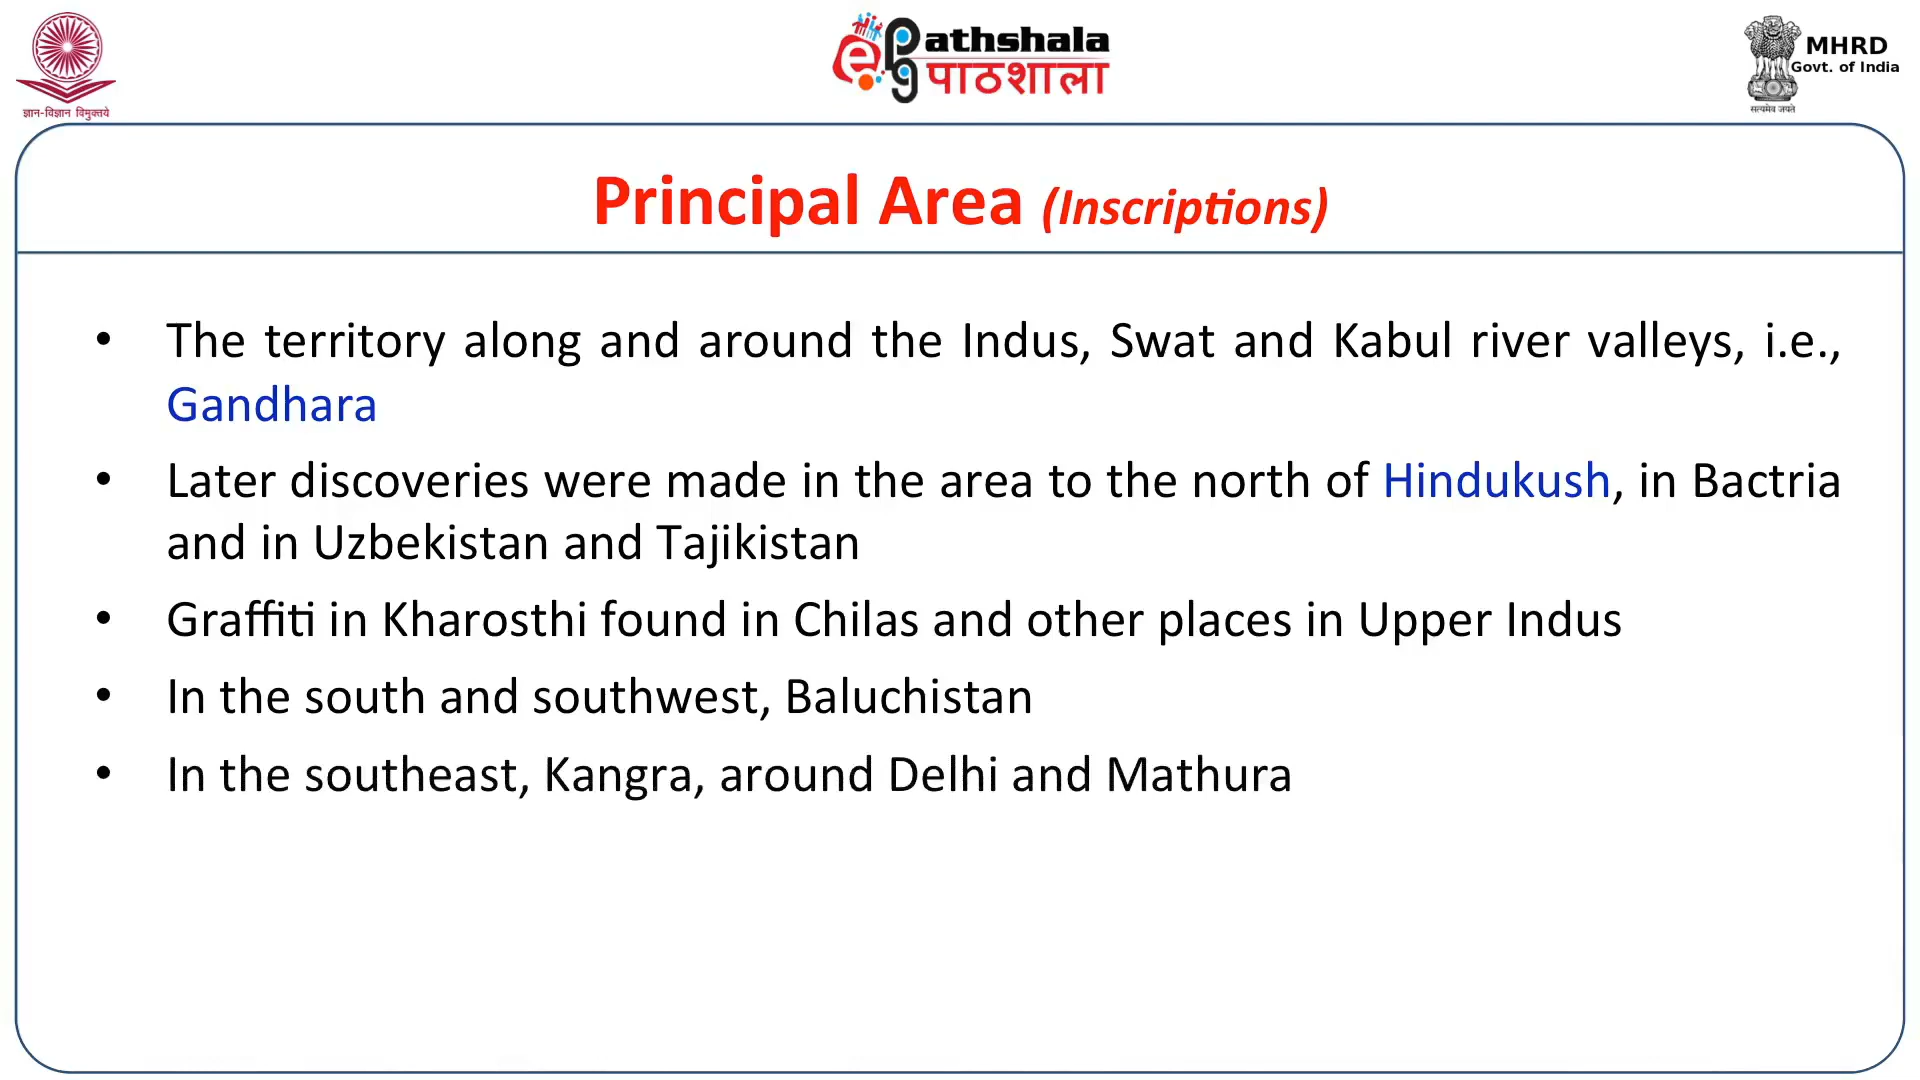 ज्ञान-विज्ञान विमुक्तये
ePathshala
पाठशाला
MHRD
Govt. of India
सत्यमेव जयते
Principal Area (Inscriptions)
• The territory along and around the Indus, Swat and Kabul river valleys, i.e.,
Gandhara
• Later discoveries were made in the area to the north of Hindukush, in Bactria
and in Uzbekistan and Tajikistan
• Graffiti in Kharosthi found in Chilas and other places in Upper Indus
• In the south and southwest, Baluchistan
• In the southeast, Kangra, around Delhi and Mathura